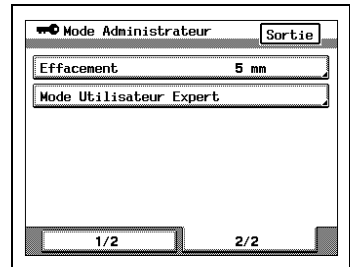 Mode Administrateur Sortie
Effacement 5 mm
Mode Utilisateur Expert
1/2 2/2